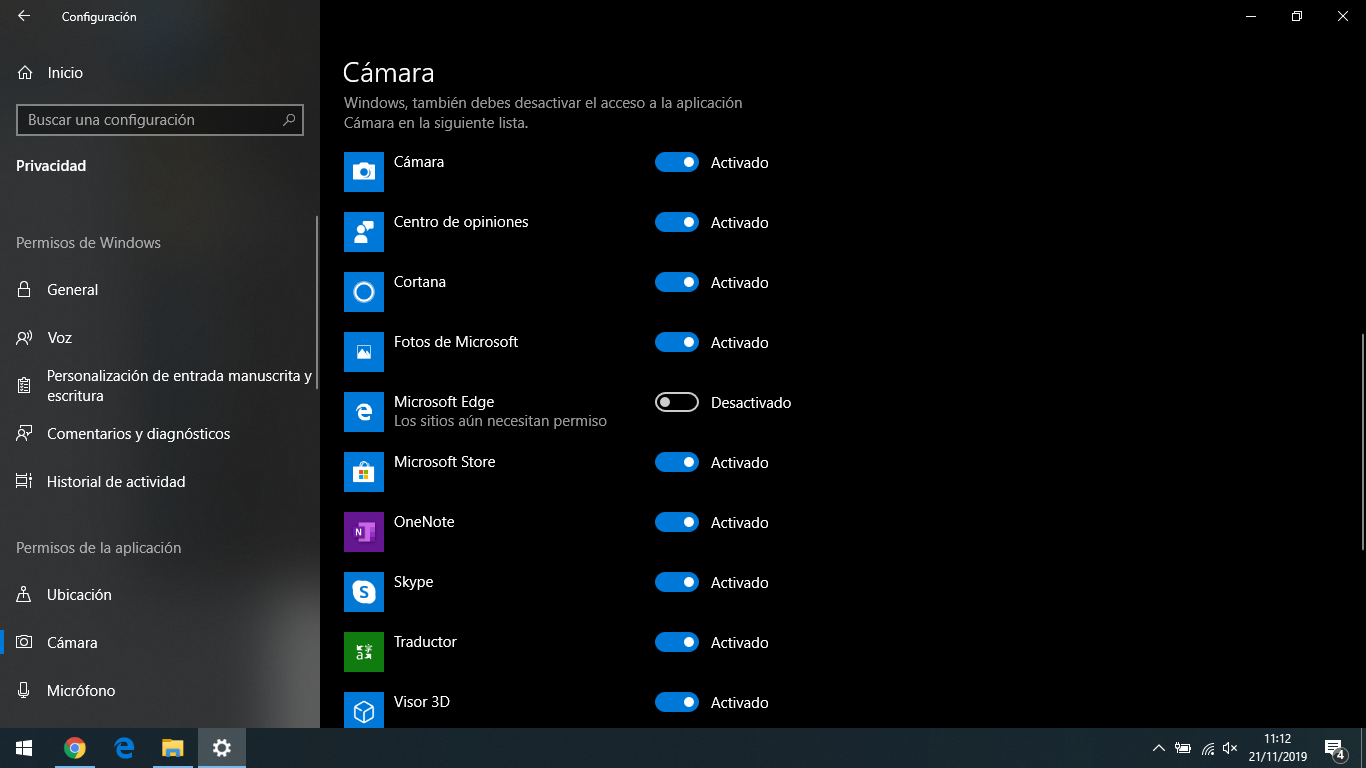 Configuración
Inicio
Buscar una configuración
Privacidad
Permisos de Windows
General
Voz
Personalización de entrada manuscrita y
escritura
Comentarios y diagnósticos
Historial de actividad
Permisos de la aplicación
Ubicación
Cámara
Micrófono
Cámara
Windows, también debes desactivar el acceso a la aplicación
Cámara en la siguiente lista.
Cámara Activado
Centro de opiniones Activado
Cortana Activado
Fotos de Microsoft Activado
Microsoft Edge Desactivado
Los sitios aún necesitan permiso
Microsoft Store Activado
OneNote Activado
Skype Activado
Traductor Activado
Visor 3D Activado
11:12
21/11/2019
4